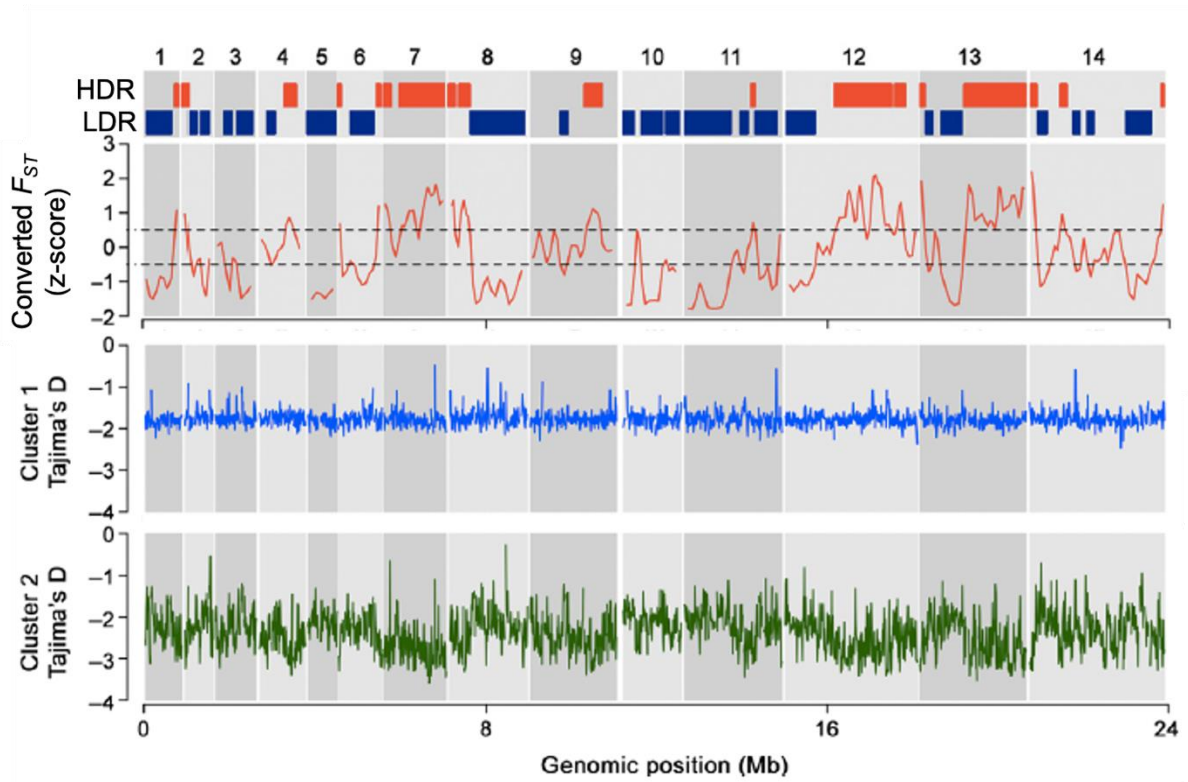 1 2 3 4 5 6 7 8 9 10 11 12 13 14
HDR
LDR
Converted FST
(z-score)
3
2
1
0
−1
−2
Cluster 1
Tajima's D
0
−1
−2
−3
−4
Cluster 2
Tajima's D
0
−1
−2
−3
−4
0 8 16 24
Genomic position (Mb)